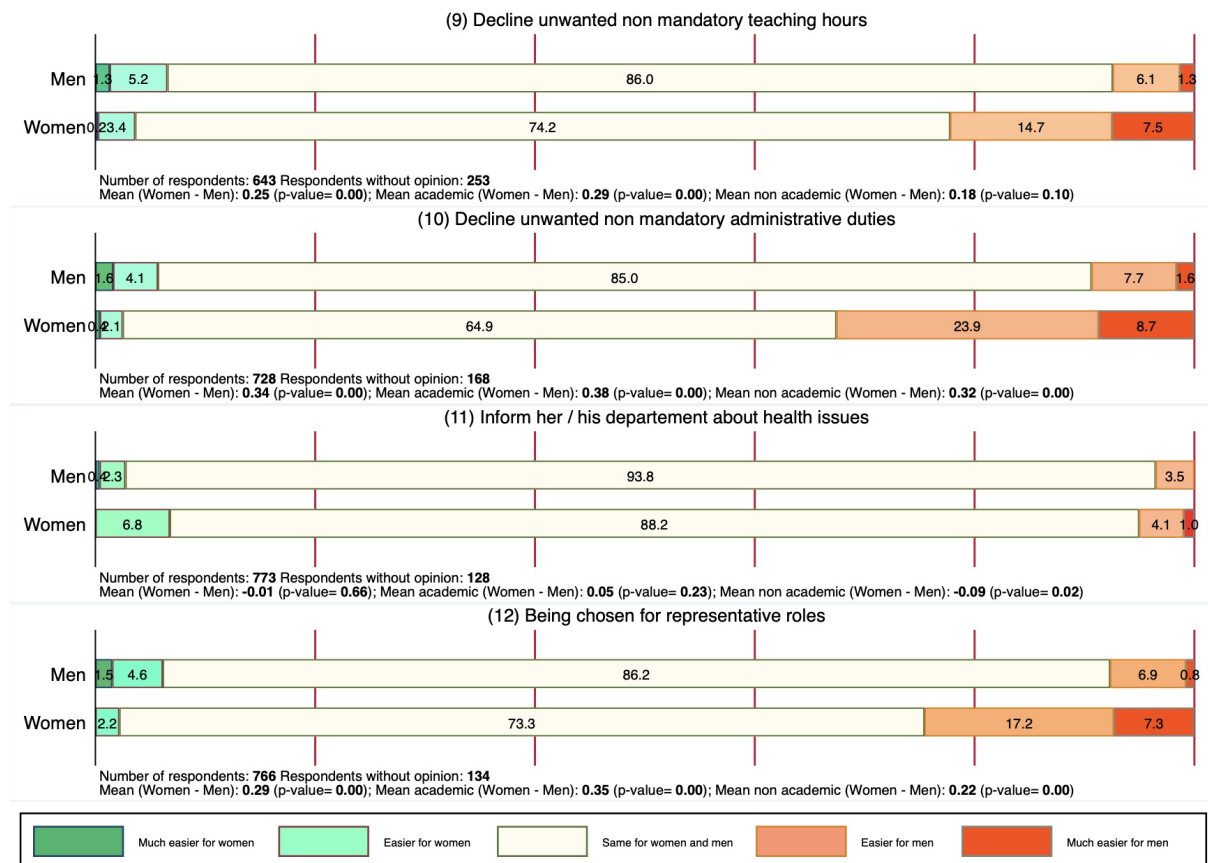 (9) Decline unwanted non mandatory teaching hours
Men 1.3 5.2 86.0 6.1 1.3
Women 0.2 3.4 74.2 14.7 7.5
Number of respondents: 643 Respondents without opinion: 253
Mean (Women - Men): 0.25 (p-value= 0.00); Mean academic (Women - Men): 0.29 (p-value= 0.00); Mean non academic (Women - Men): 0.18 (p-value= 0.10)
(10) Decline unwanted non mandatory administrative duties
Men 1.6 4.1 85.0 7.7 1.6
Women 0.4 2.1 64.9 23.9 8.7
Number of respondents: 728 Respondents without opinion: 168
Mean (Women - Men): 0.34 (p-value= 0.00); Mean academic (Women - Men): 0.38 (p-value= 0.00); Mean non academic (Women - Men): 0.32 (p-value= 0.00)
(11) Inform her / his departement about health issues
Men 0.4 2.3 93.8 3.5
Women 6.8 88.2 4.1 1.0
Number of respondents: 773 Respondents without opinion: 128
Mean (Women - Men): -0.01 (p-value= 0.66); Mean academic (Women - Men): 0.05 (p-value= 0.23); Mean non academic (Women - Men): -0.09 (p-value= 0.02)
(12) Being chosen for representative roles
Men 1.5 4.6 86.2 6.9 0.8
Women 2.2 73.3 17.2 7.3
Number of respondents: 766 Respondents without opinion: 134
Mean (Women - Men): 0.29 (p-value= 0.00); Mean academic (Women - Men): 0.35 (p-value= 0.00); Mean non academic (Women - Men): 0.22 (p-value= 0.00)
Much easier for women Easier for women Same for women and men Easier for men Much easier for men